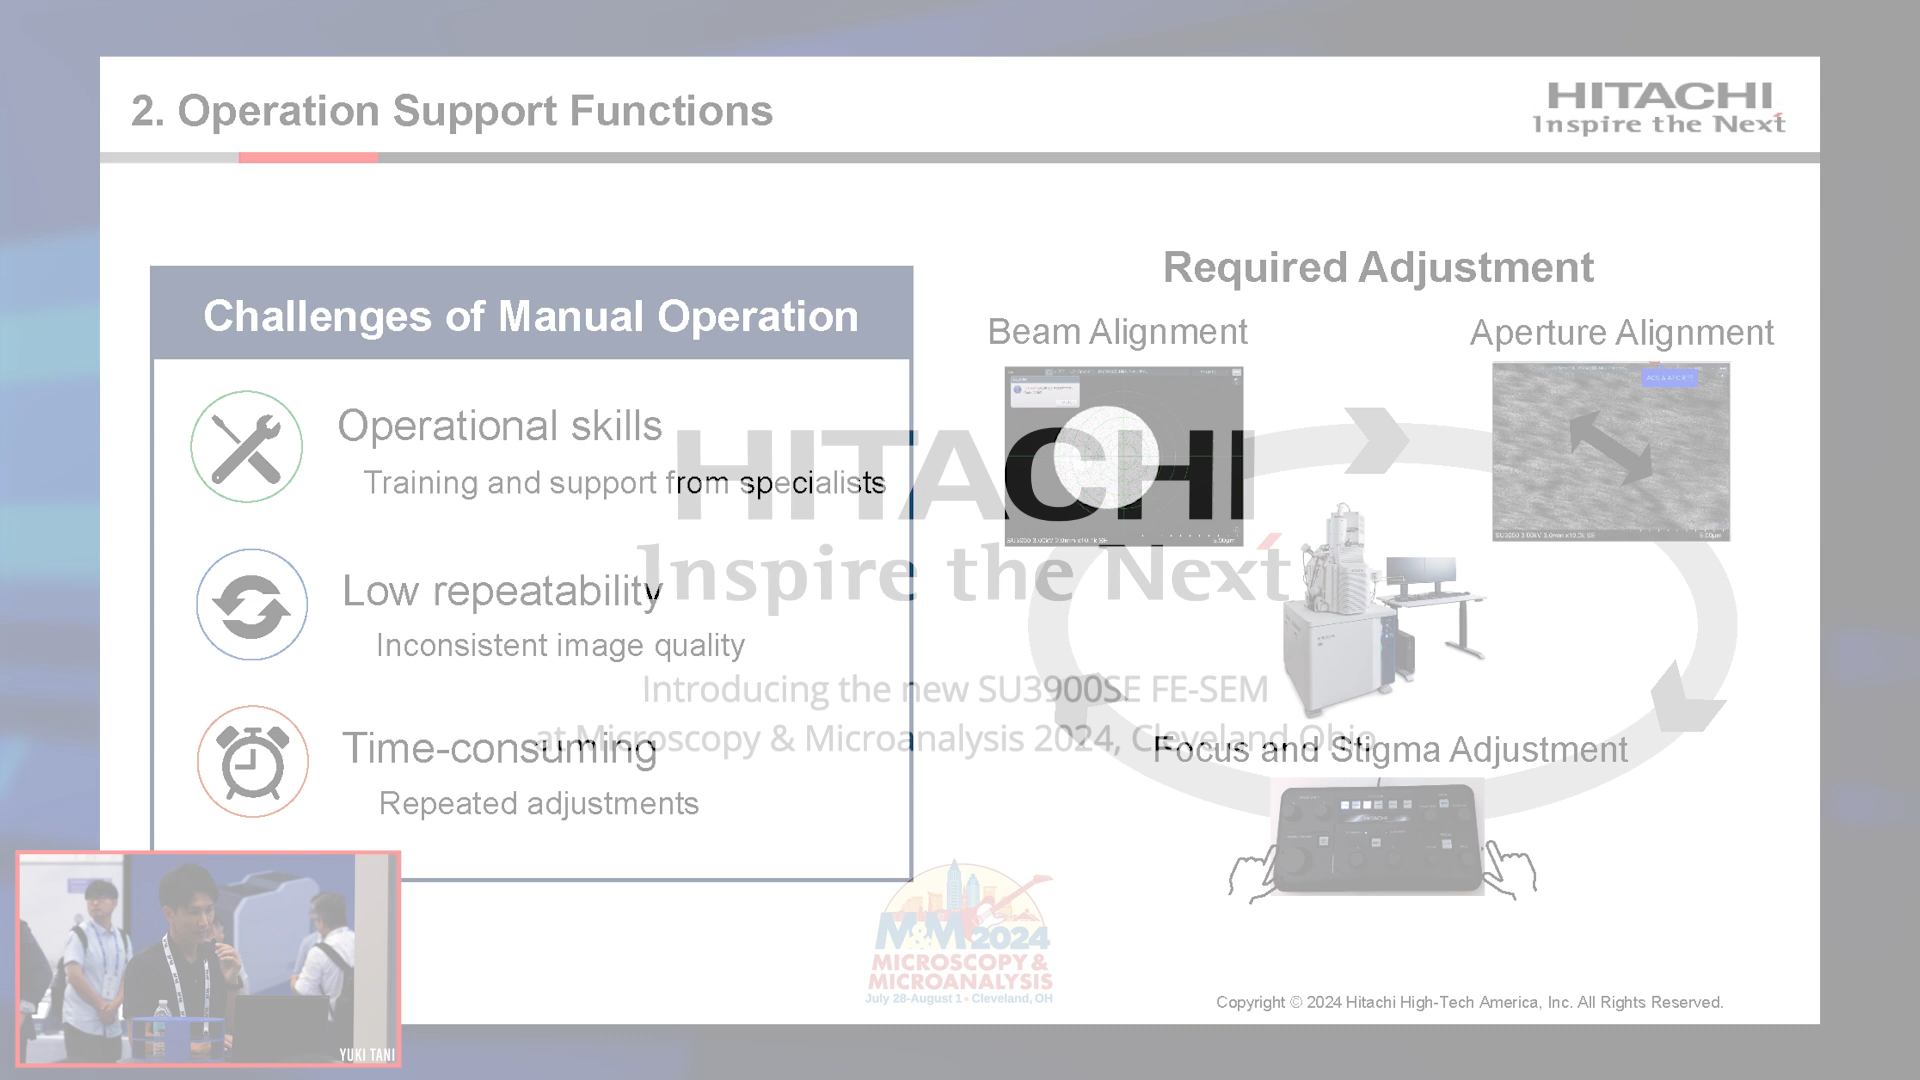 2. Operation Support Functions
HITACHI
Inspire the Next
Challenges of Manual Operation
Operational skills
Training and support from specialists
Low repeatability
Inconsistent image quality
Time-consuming
Repeated adjustments
Required Adjustment
Beam Alignment
Aperture Alignment
Focus and Stigma Adjustment
HITACHI
Inspire the Next
Introducing the new SU3900SE FE-SEM
at Microscopy & Microanalysis 2024, Cleveland Ohio
HITACHI
M&M 2024
MICROSCOPY &
MICROANALYSIS
July 28-August 1 • Cleveland, OH
YUKI TANI
Copyright © 2024 Hitachi High-Tech America, Inc. All Rights Reserved.